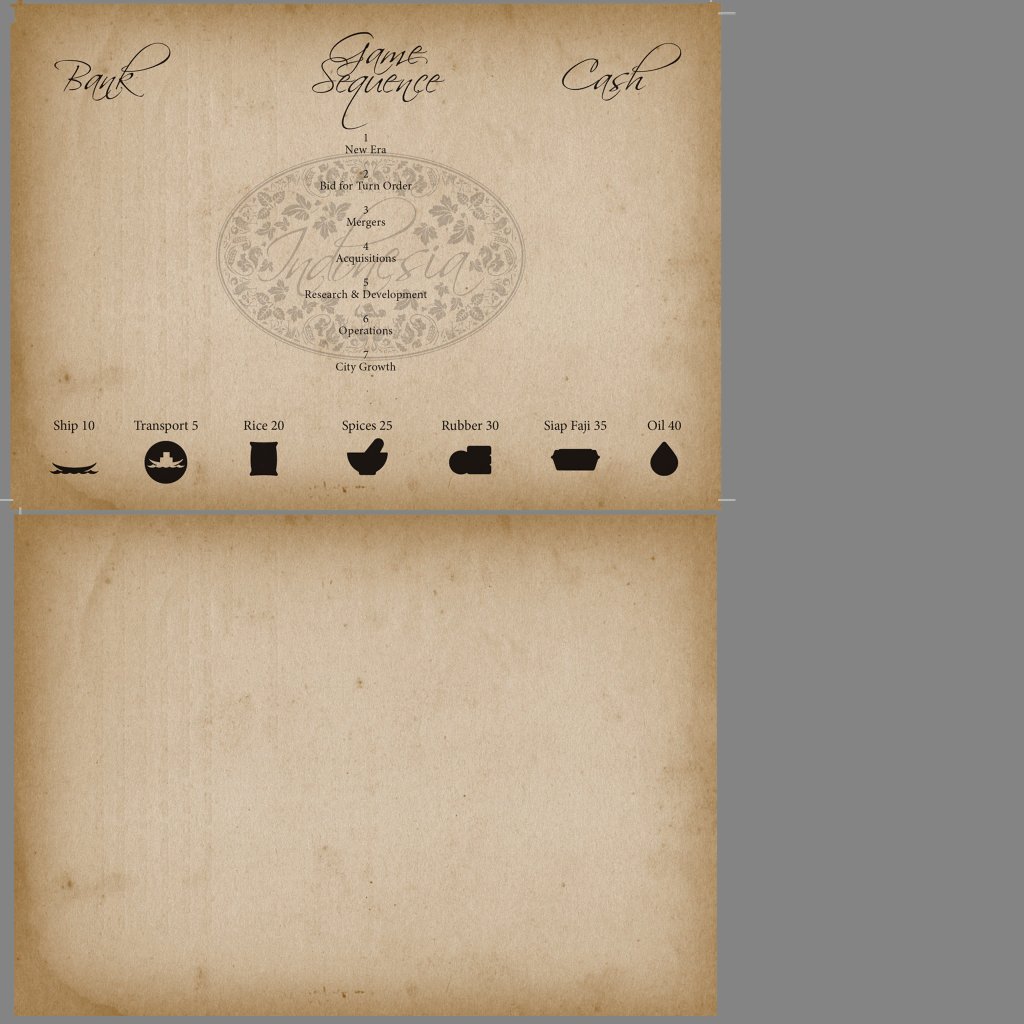 Bank
Game
Sequence
Cash
1
New Era
2
Bid for Turn Order
3
Mergers
4
Acquisitions
Indonesia
5
Research & Development
6
Operations
7
City Growth
Ship 10
Transport 5
Rice 20
Spices 25
Rubber 30
Siap Faji 35
Oil 40